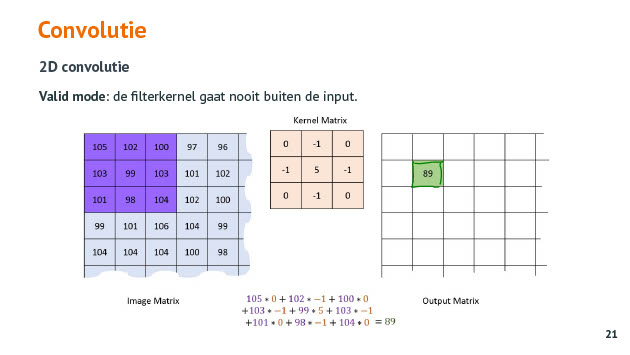 Convolutie
2D convolutie
Valid mode: de filterkernel gaat nooit buiten de input.
Kernel Matrix
105 102 100 97 96
103 99 103 101 102
101 98 104 102 100
99 101 106 104 99
104 104 104 100 98
0 -1 0
-1 5 -1
0 -1 0
89
Image Matrix
105 ∗ 0 + 102 ∗ −1 + 100 ∗ 0
+103 ∗ −1 + 99 ∗ 5 + 103 ∗ −1
+101 ∗ 0 + 98 ∗ −1 + 104 ∗ 0 = 89
Output Matrix
21